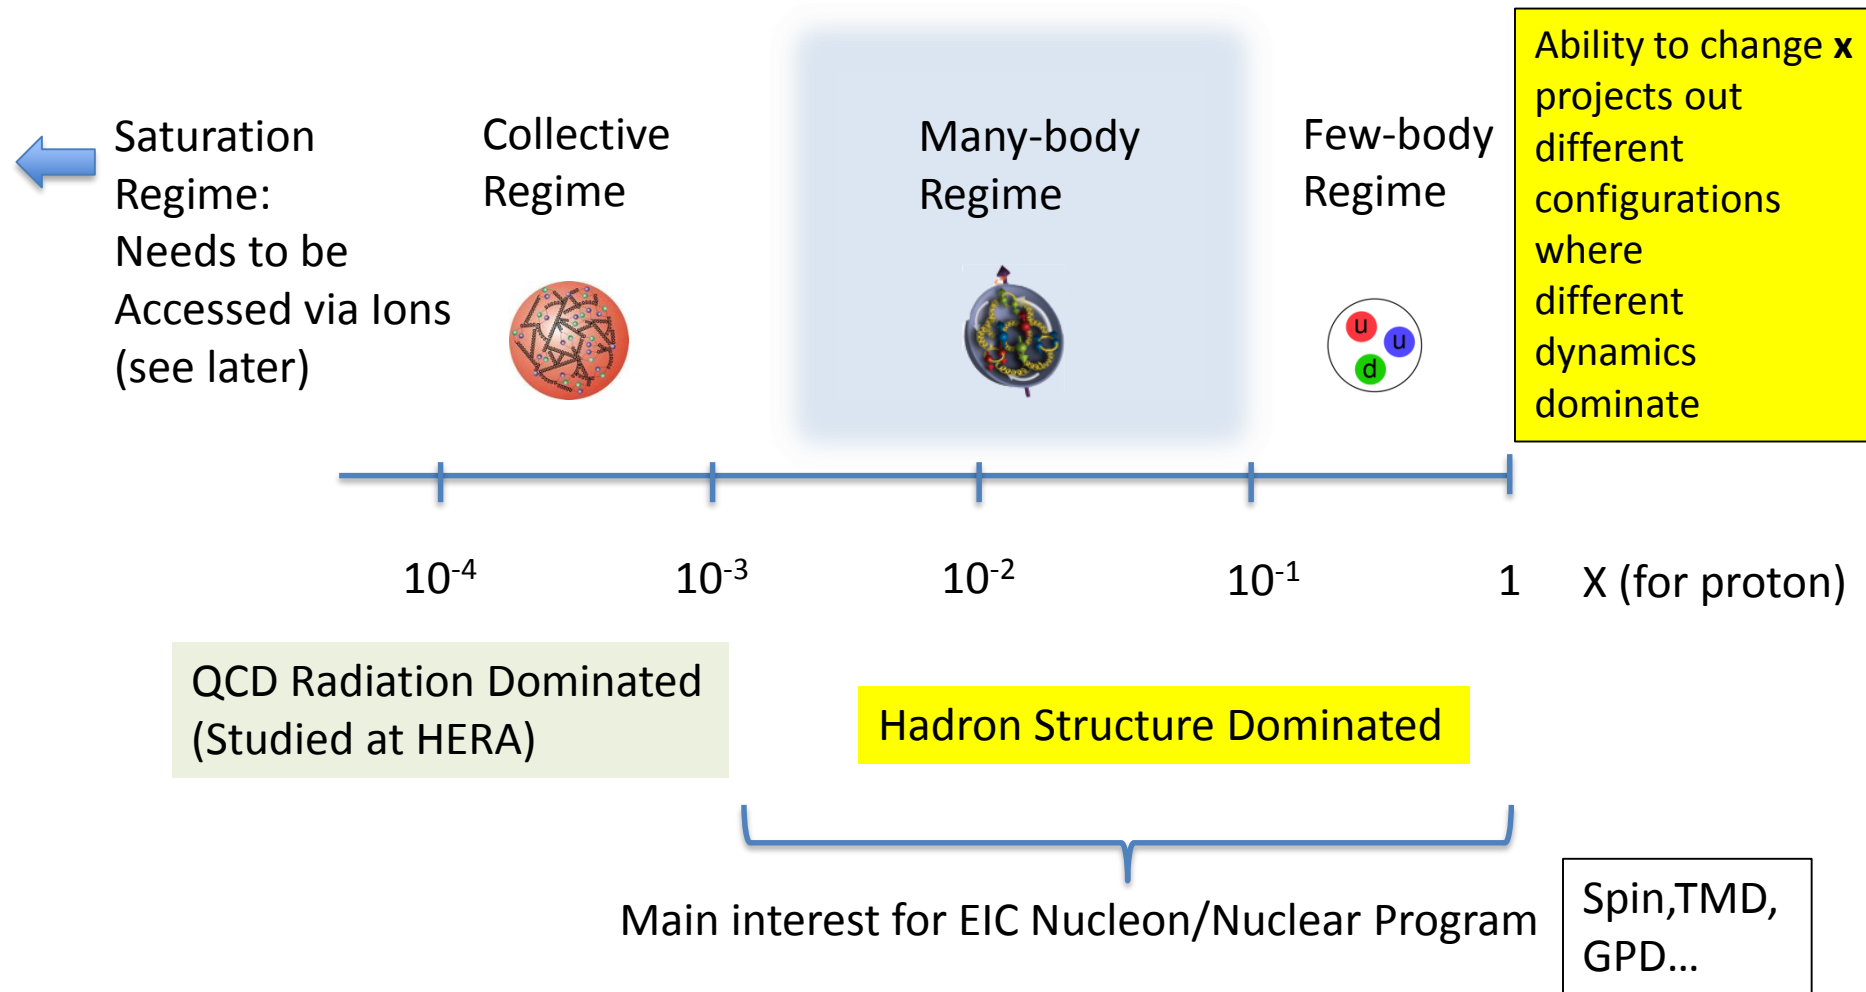 Saturation
Regime:
Needs to be
Accessed via Ions
(see later)
Collective
Regime
Many-body
Regime
Few-body
Regime
Ability to change x
projects out
different
configurations
where
different
dynamics
dominate
u
u
d
10⁻⁴
10⁻³
10⁻²
10⁻¹
1
X (for proton)
QCD Radiation Dominated
(Studied at HERA)
Hadron Structure Dominated
Main interest for EIC Nucleon/Nuclear Program
Spin,TMD,
GPD...